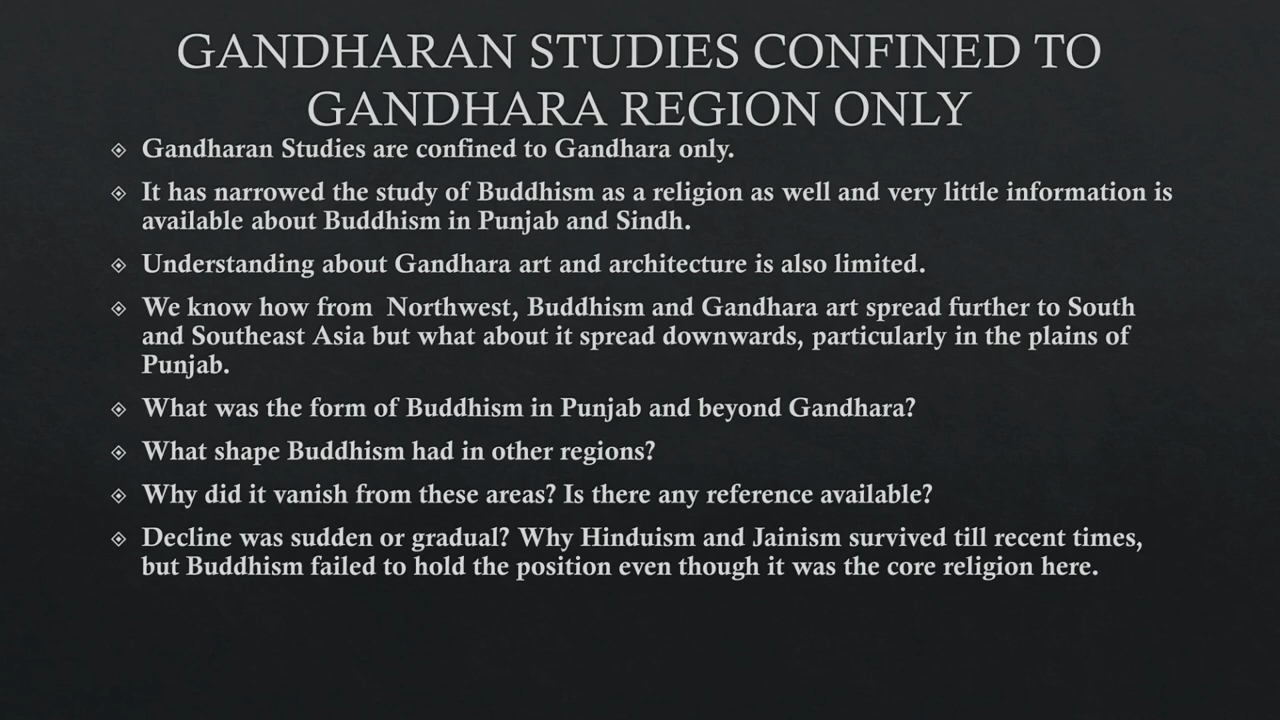 GANDHARAN STUDIES CONFINED TO
GANDHARA REGION ONLY
Gandharan Studies are confined to Gandhara only.
It has narrowed the study of Buddhism as a religion as well and very little information is
available about Buddhism in Punjab and Sindh.
Understanding about Gandhara art and architecture is also limited.
We know how from  Northwest, Buddhism and Gandhara art spread further to South
and Southeast Asia but what about it spread downwards, particularly in the plains of
Punjab.
What was the form of Buddhism in Punjab and beyond Gandhara?
What shape Buddhism had in other regions?
Why did it vanish from these areas? Is there any reference available?
Decline was sudden or gradual? Why Hinduism and Jainism survived till recent times,
but Buddhism failed to hold the position even though it was the core religion here.